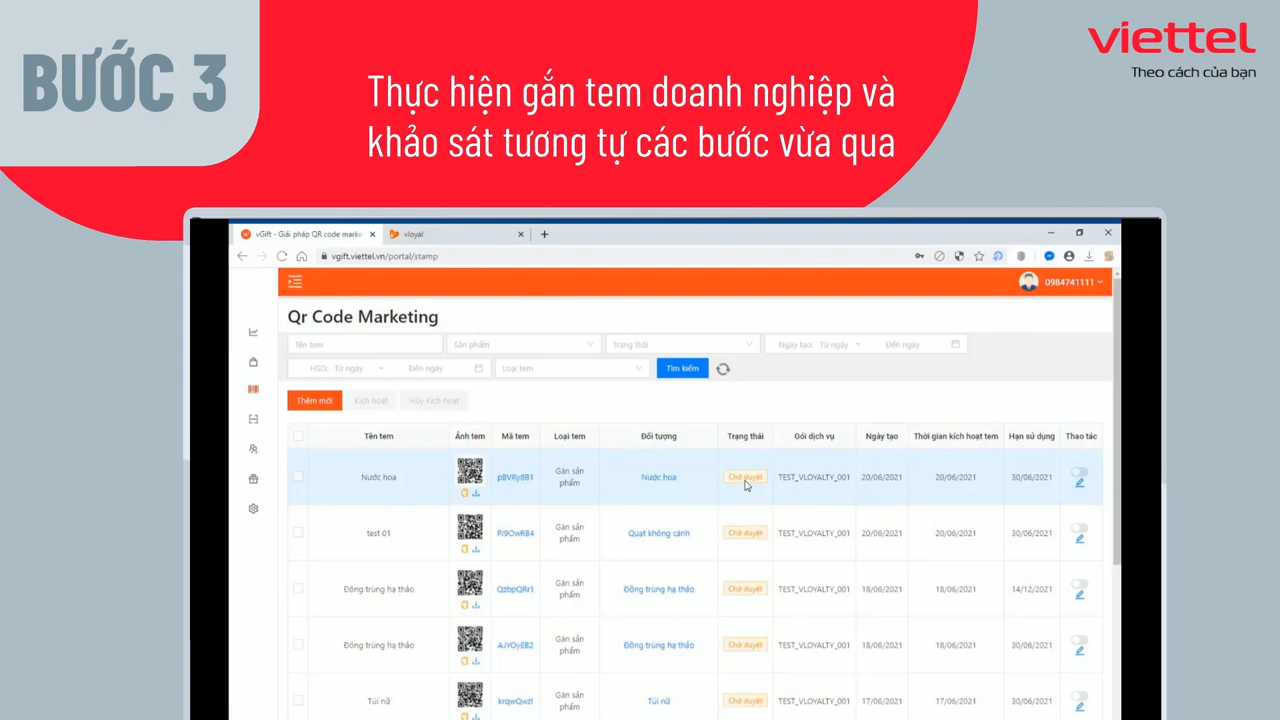 BƯỚC 3
Thực hiện gắn tem doanh nghiệp và
khảo sát tương tự các bước vừa qua
viettel
Theo cách của bạn
vGift - Giải pháp QR code marke
vloyal
vgift.viettel.vn/portal/stamp
0984741111
Qr Code Marketing
Tên tem Sản phẩm Trạng thái Ngày tạo: Từ ngày ~ Đến ngày
HSD: Từ ngày ~ Đến ngày Loại tem Tìm kiếm
Thêm mới Kích hoạt Hủy kích hoạt
Tên tem Ảnh tem Mã tem Loại tem Đối tượng Trạng thái Gói dịch vụ Ngày tạo Thời gian kích hoạt tem Hạn sử dụng Thao tác
Nước hoa pBVRy8B1 Gán sản phẩm Nước hoa Chờ duyệt TEST_VLOYALTY_001 20/06/2021 20/06/2021 30/06/2021
test 01 PJ9OwRB4 Gán sản phẩm Quạt không cánh Chờ duyệt TEST_VLOYALTY_001 20/06/2021 20/06/2021 30/06/2021
Đông trùng hạ thảo QzbpQRr1 Gán sản phẩm Đông trùng hạ thảo Chờ duyệt TEST_VLOYALTY_001 18/06/2021 18/06/2021 14/12/2021
Đông trùng hạ thảo AJYOyEB2 Gán sản phẩm Đông trùng hạ thảo Chờ duyệt TEST_VLOYALTY_001 18/06/2021 18/06/2021 30/06/2021
Túi nữ krqwQwzl Gán sản phẩm Túi nữ Chờ duyệt TEST_VLOYALTY_001 17/06/2021 17/06/2021 30/06/2021